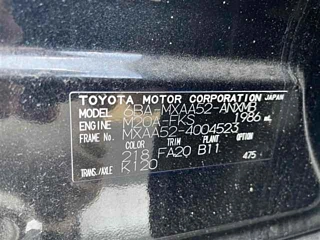 TOYOTA MOTOR CORPORATION JAPAN
MODEL 6BA-MXAA52-ANXMB
ENGINE M20A-FKS 1986 mL
FRAME NO. MXAA52-4004523
COLOR TRIM PLANT OPTION
218 FA20 B11 475
TRANS./AXLE K120